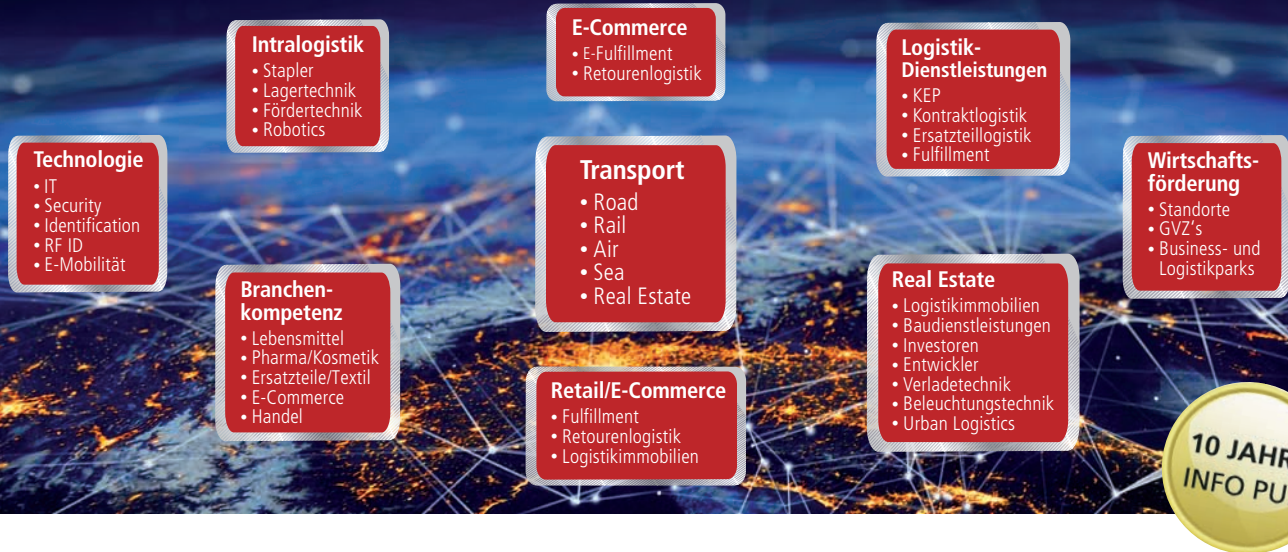 Intralogistik
• Stapler
• Lagertechnik
• Fördertechnik
• Robotics
E-Commerce
• E-Fulfillment
• Retourenlogistik
Logistik-
Dienstleistungen
• KEP
• Kontraktlogistik
• Ersatzteillogistik
• Fulfillment
Technologie
• IT
• Security
• Identification
• RF ID
• E-Mobilität
Transport
• Road
• Rail
• Air
• Sea
• Real Estate
Wirtschafts-
förderung
• Standorte
• GVZ's
• Business- und
Logistikparks
Branchen-
kompetenz
• Lebensmittel
• Pharma/Kosmetik
• Ersatzteile/Textil
• E-Commerce
• Handel
Real Estate
• Logistikimmobilien
• Baudienstleistungen
• Investoren
• Entwickler
• Verladetechnik
• Beleuchtungstechnik
• Urban Logistics
Retail/E-Commerce
• Fulfillment
• Retourenlogistik
• Logistikimmobilien
10 JAHR
INFO PU